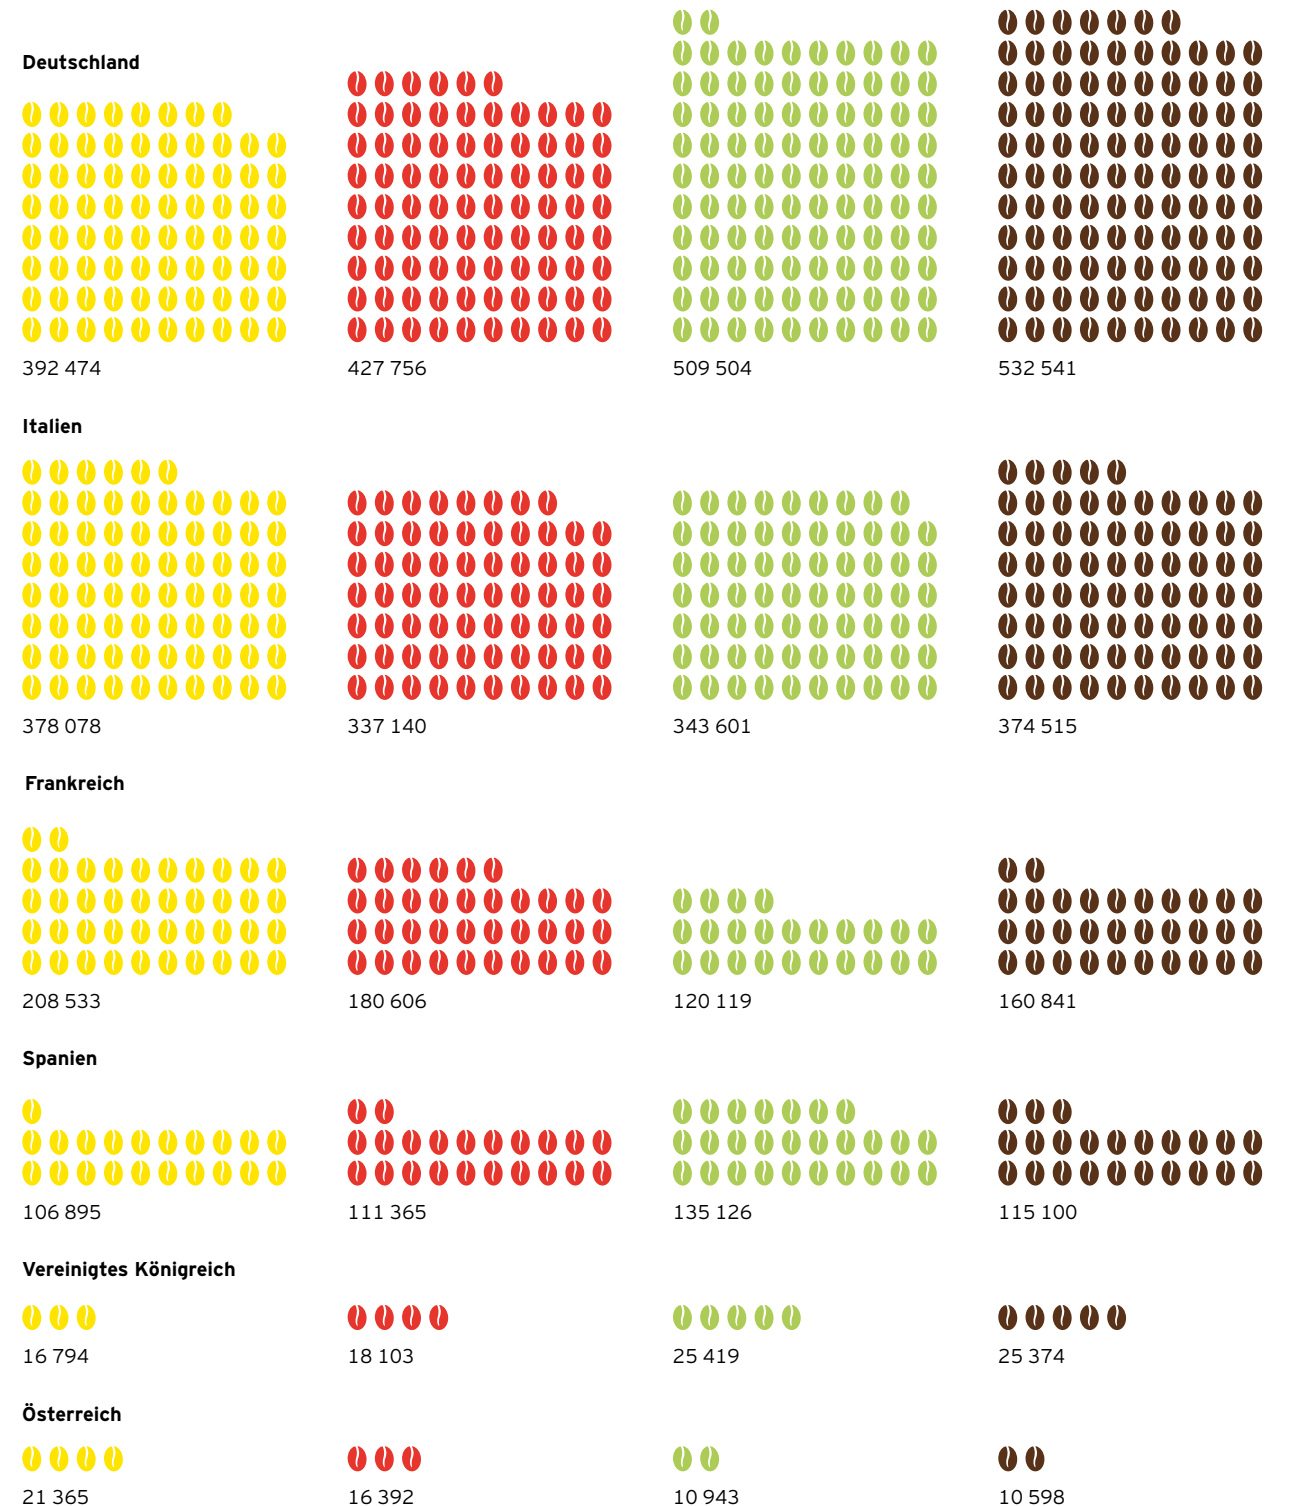 Deutschland
392 474 427 756 509 504 532 541
Italien
378 078 337 140 343 601 374 515
Frankreich
208 533 180 606 120 119 160 841
Spanien
106 895 111 365 135 126 115 100
Vereinigtes Königreich
16 794 18 103 25 419 25 374
Österreich
21 365 16 392 10 943 10 598